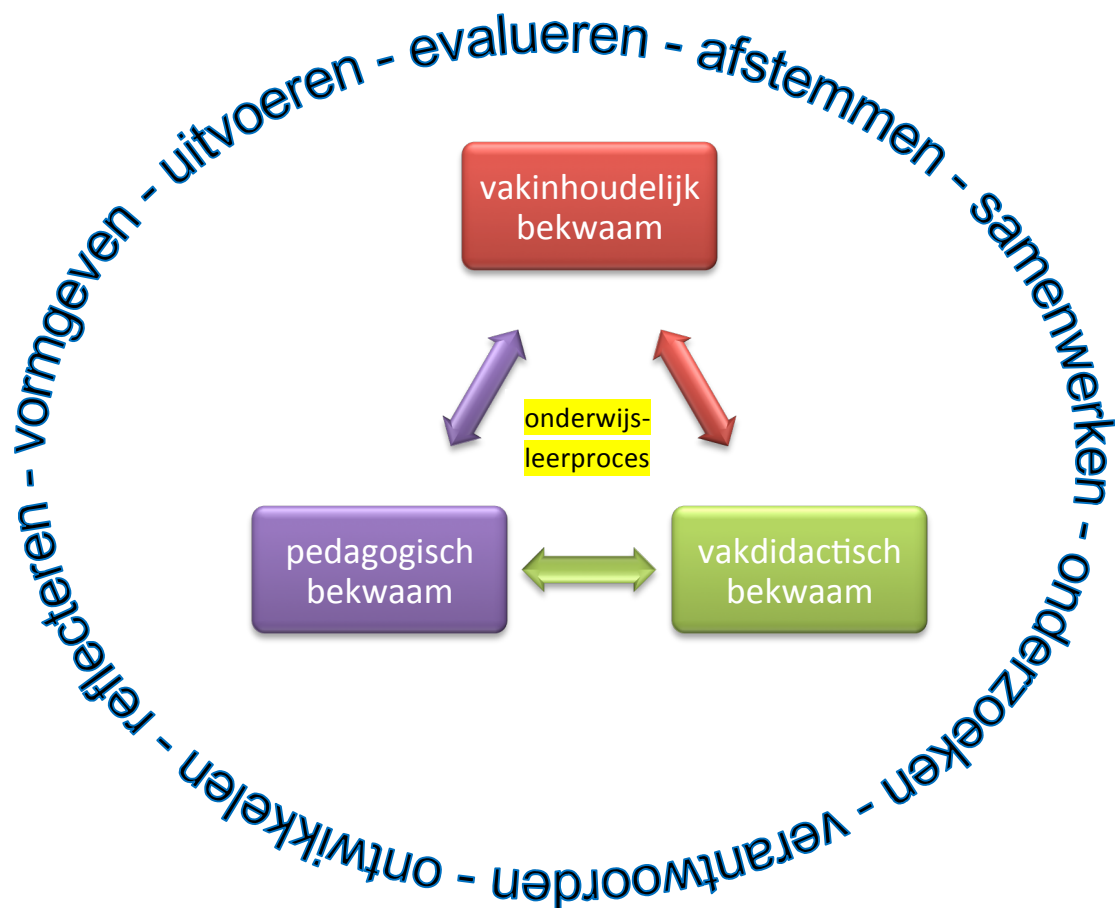 vormgeven - uitvoeren - evalueren - afstemmen - samenwerken - onderzoeken - verantwoorden - ontwikkelen - reflecteren -
vakinhoudelijk
bekwaam
onderwijs-
leerproces
pedagogisch
bekwaam
vakdidactisch
bekwaam